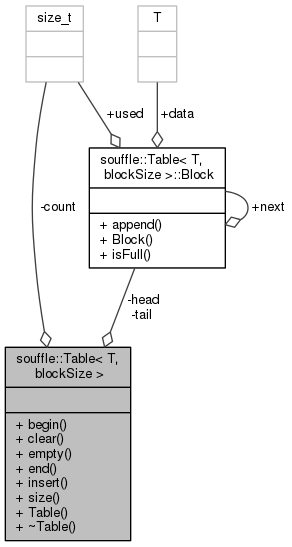 size_t
T
+used
+data
souffle::Table< T,
blockSize >::Block
+ append()
+ Block()
+ isFull()
+next
-count
-head
-tail
souffle::Table< T,
blockSize >
+ begin()
+ clear()
+ empty()
+ end()
+ insert()
+ size()
+ Table()
+ ~Table()